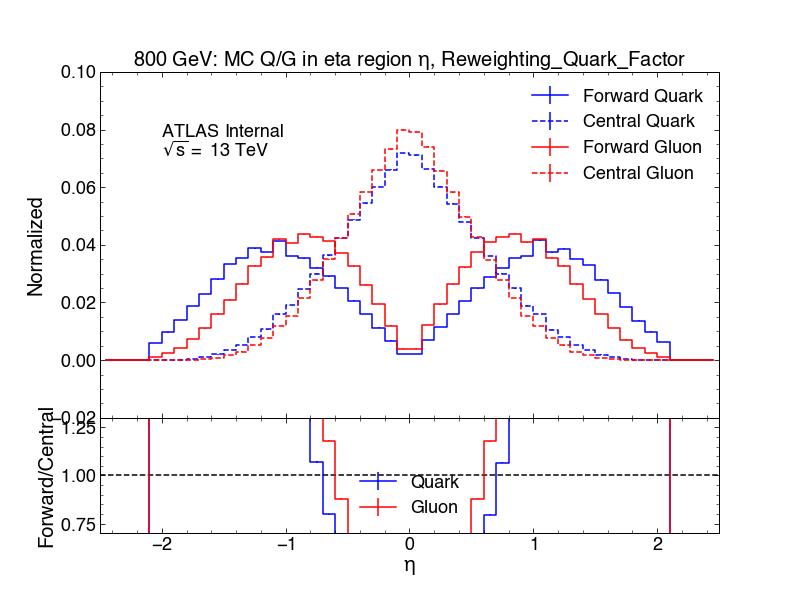 800 GeV: MC Q/G in eta region η, Reweighting_Quark_Factor
0.10
0.08
0.06
0.04
0.02
0.00
−0.02
Normalized
ATLAS Internal
√s = 13 TeV
Forward Quark
Central Quark
Forward Gluon
Central Gluon
1.25
1.00
0.75
Forward/Central
Quark
Gluon
−2
−1
0
1
2
η